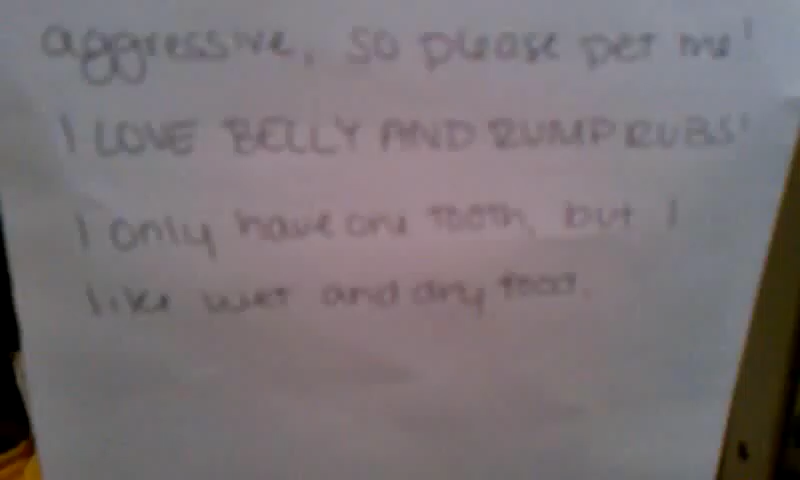 aggressive, so please pet me!
I LOVE BELLY AND RUMP RUBS!
I only have one tooth, but I
like wet and dry food.